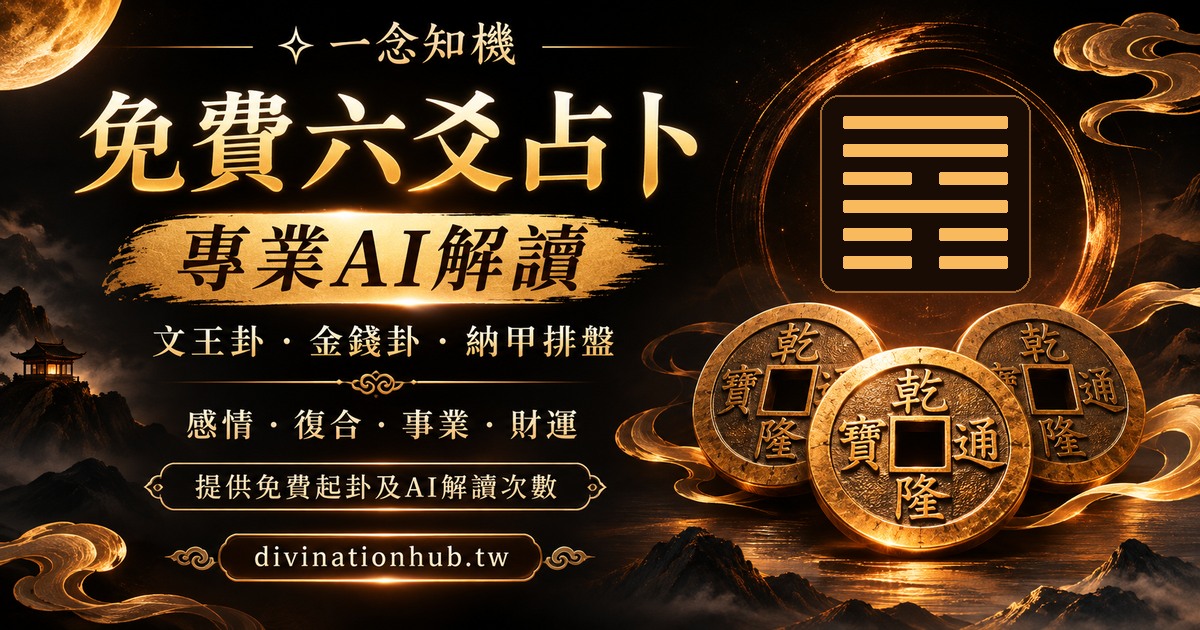 一念知機
免費六爻占卜
專業AI解讀
文王卦・金錢卦・納甲排盤
感情・復合・事業・財運
提供免費起卦及AI解讀次數
divinationhub.tw
乾隆通
乾隆通寶
乾隆通寶